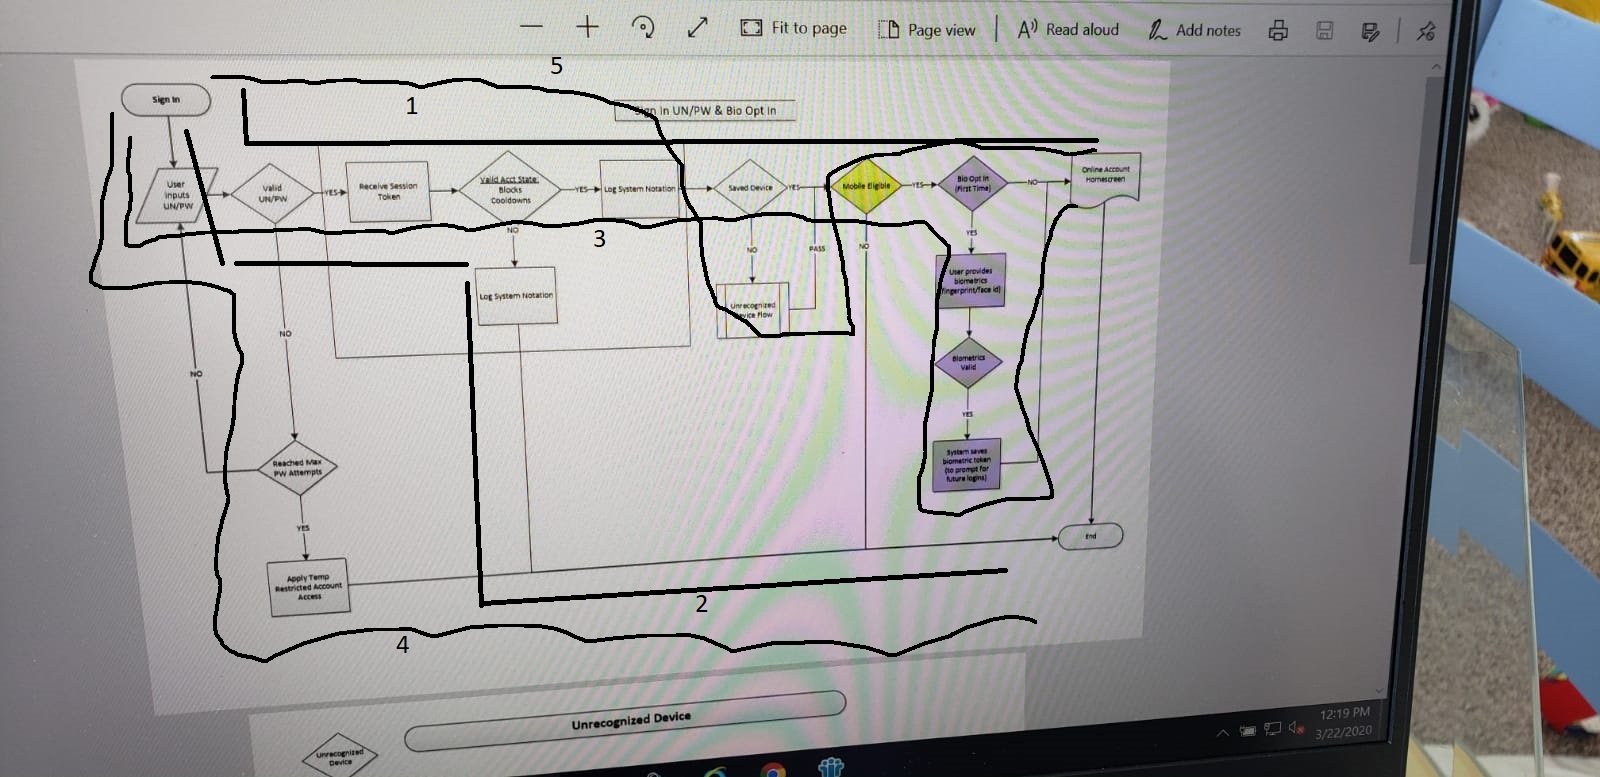 Fit to page
Page view
Read aloud
Add notes
5
Sign In
1
In UN/PW & Bio Opt In
User
Inputs
UN/PW
Valid
UN/PW
YES
Receive Session
Token
Valid Acct State:
Blocks
Cooldowns
YES
Log System Notation
Saved Device
YES
Mobile Eligible
YES
Bio Opt In
(First Time)
NO
Online Account
Homescreen
NO
3
NO
PASS
NO
YES
Log System Notation
Unrecognized
Flow
User provides
biometrics
fingerprint/face id)
NO
NO
Biometrics
Valid
YES
Reached Max
PW Attempts
System saves
biometric token
(to prompt for
future logins)
YES
End
Apply Temp
Restricted Account
Access
2
4
Unrecognized Device
Unrecognized
Device
12:19 PM
3/22/2020